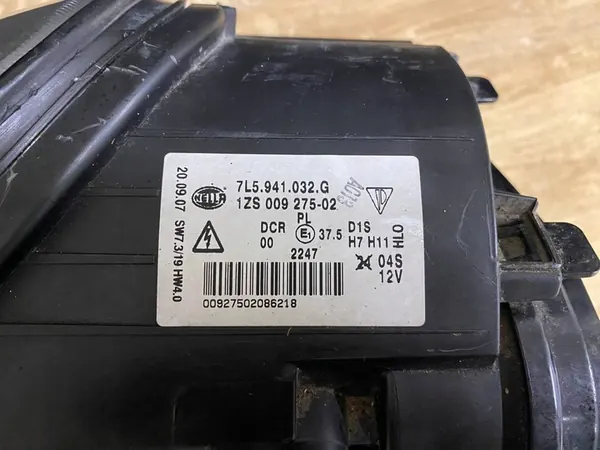 20.09.07 SW7.3/19 HW4.0
HELLA
7L5.941.032.G
1ZS 009 275-02
AC13
PL
DCR
00
E1 37.5
2247
D1S
H7 H11
HLO
04S
12V
00927502086218